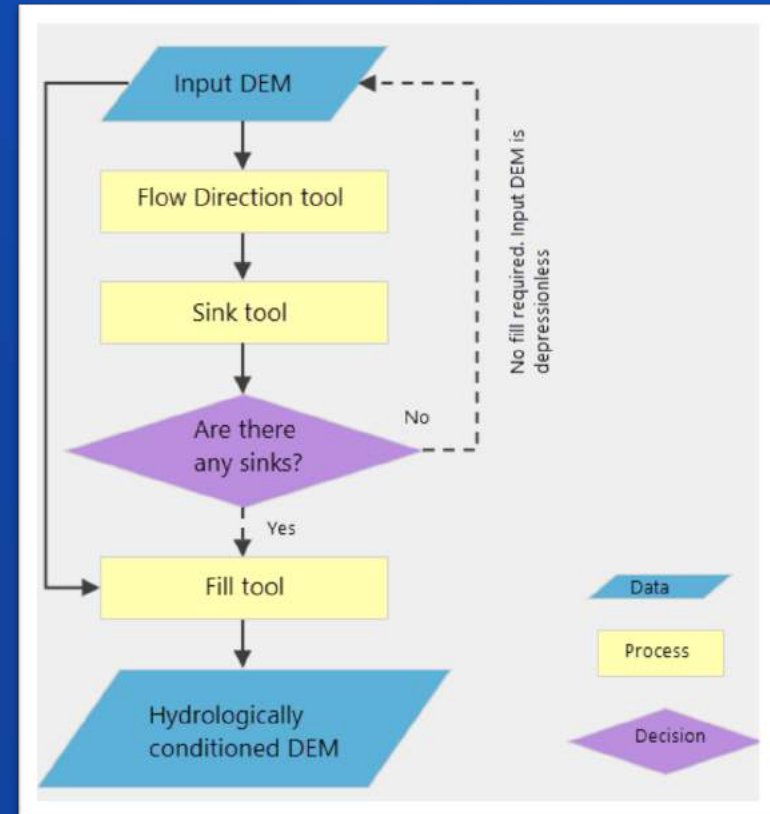 Input DEM
Flow Direction tool
Sink tool
Are there
any sinks?
No
No fill required. Input DEM is
depressionless
Yes
Fill tool
Hydrologically
conditioned DEM
Data
Process
Decision